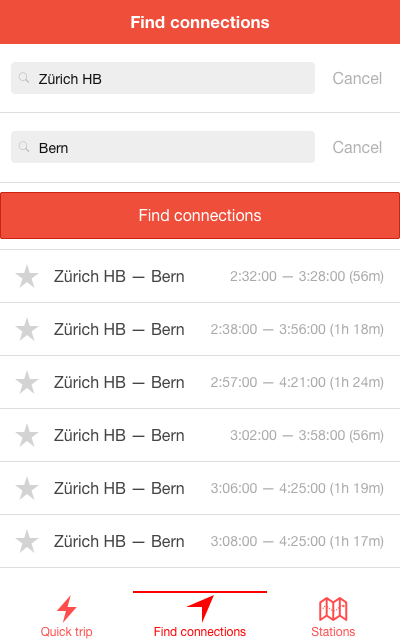 Find connections
Zürich HB Cancel
Bern Cancel
Find connections
Zürich HB — Bern 2:32:00 — 3:28:00 (56m)
Zürich HB — Bern 2:38:00 — 3:56:00 (1h 18m)
Zürich HB — Bern 2:57:00 — 4:21:00 (1h 24m)
Zürich HB — Bern 3:02:00 — 3:58:00 (56m)
Zürich HB — Bern 3:06:00 — 4:25:00 (1h 19m)
Zürich HB — Bern 3:08:00 — 4:25:00 (1h 17m)
Quick trip Find connections Stations